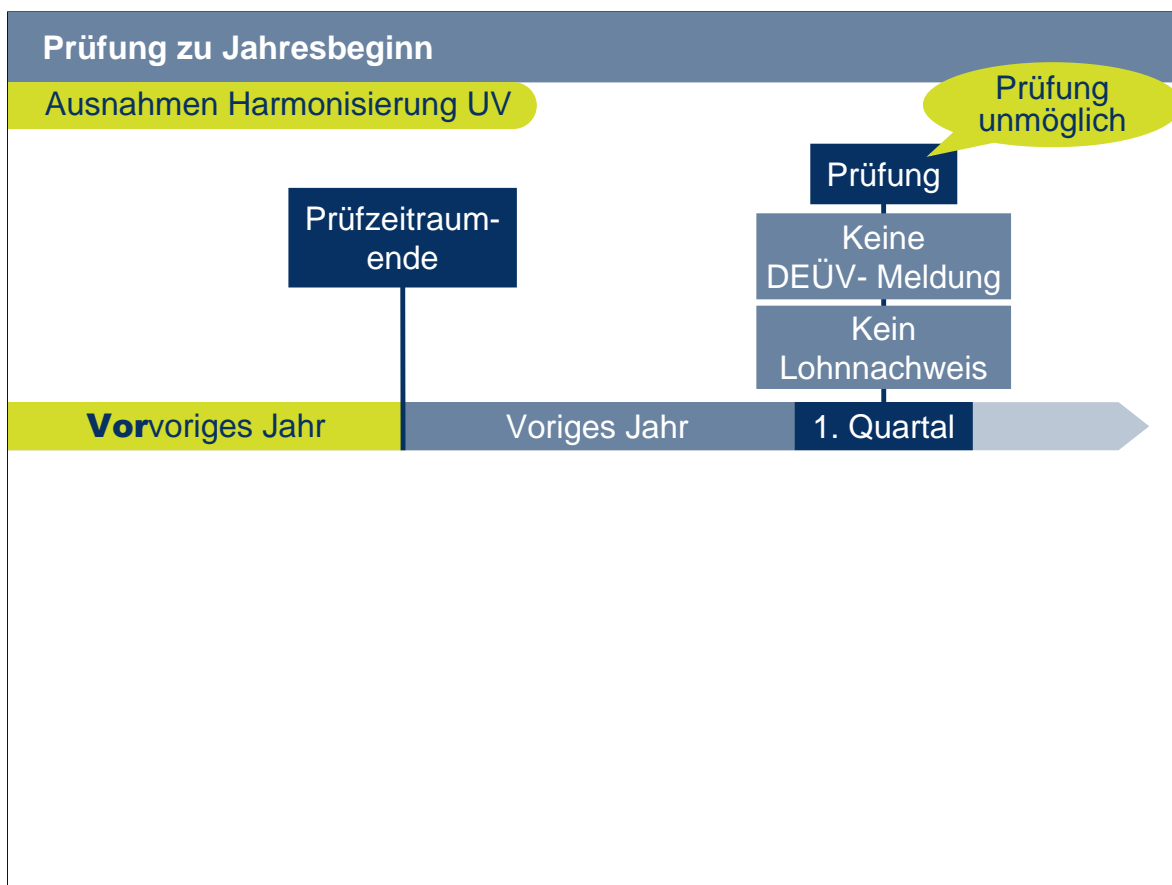 Prüfung zu Jahresbeginn
Ausnahmen Harmonisierung UV
Prüfung
unmöglich
Prüfung
Prüfzeitraum-
ende
Keine
DEÜV- Meldung
Kein
Lohnnachweis
Vorvoriges Jahr
Voriges Jahr
1. Quartal